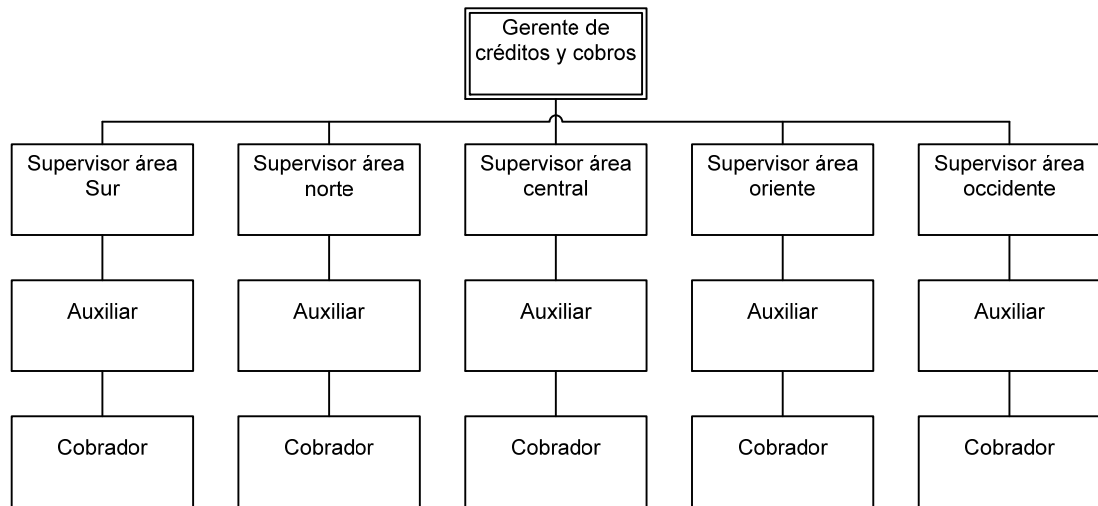 Gerente de
créditos y cobros
Supervisor área
Sur
Supervisor área
norte
Supervisor área
central
Supervisor área
oriente
Supervisor área
occidente
Auxiliar
Auxiliar
Auxiliar
Auxiliar
Auxiliar
Cobrador
Cobrador
Cobrador
Cobrador
Cobrador